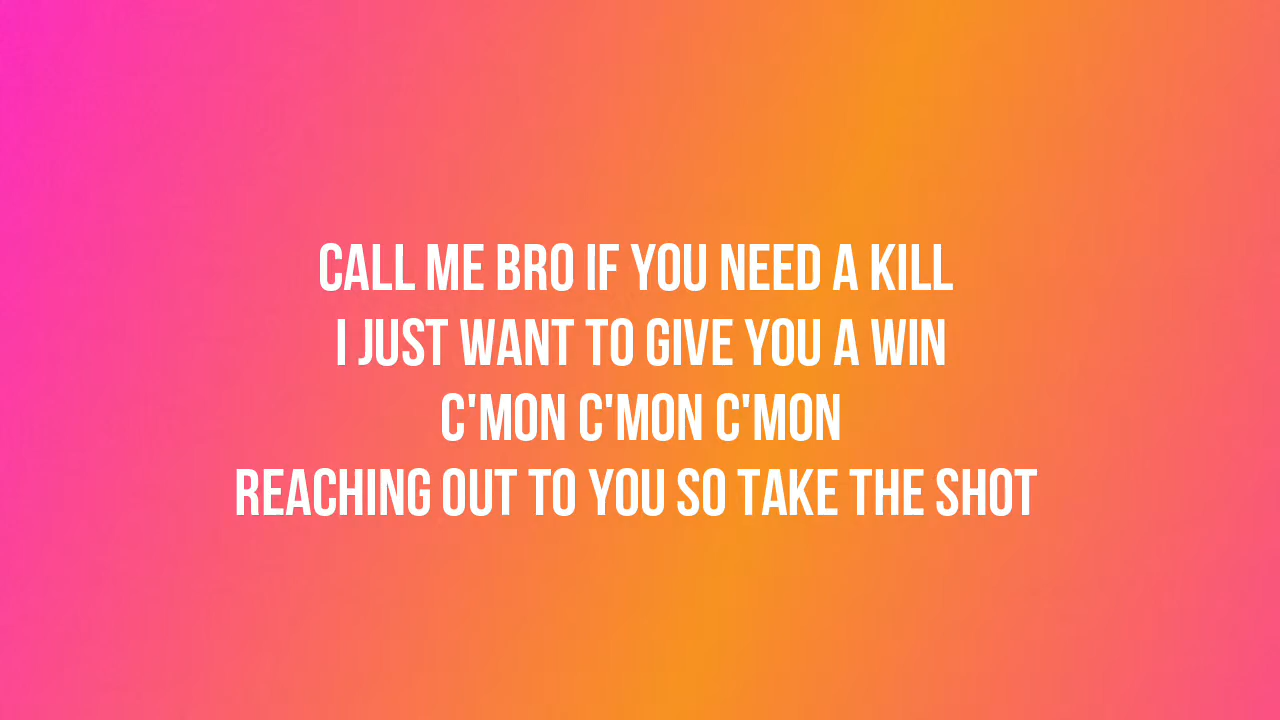 CALL ME BRO IF YOU NEED A KILL
I JUST WANT TO GIVE YOU A WIN
C'MON C'MON C'MON
REACHING OUT TO YOU SO TAKE THE SHOT